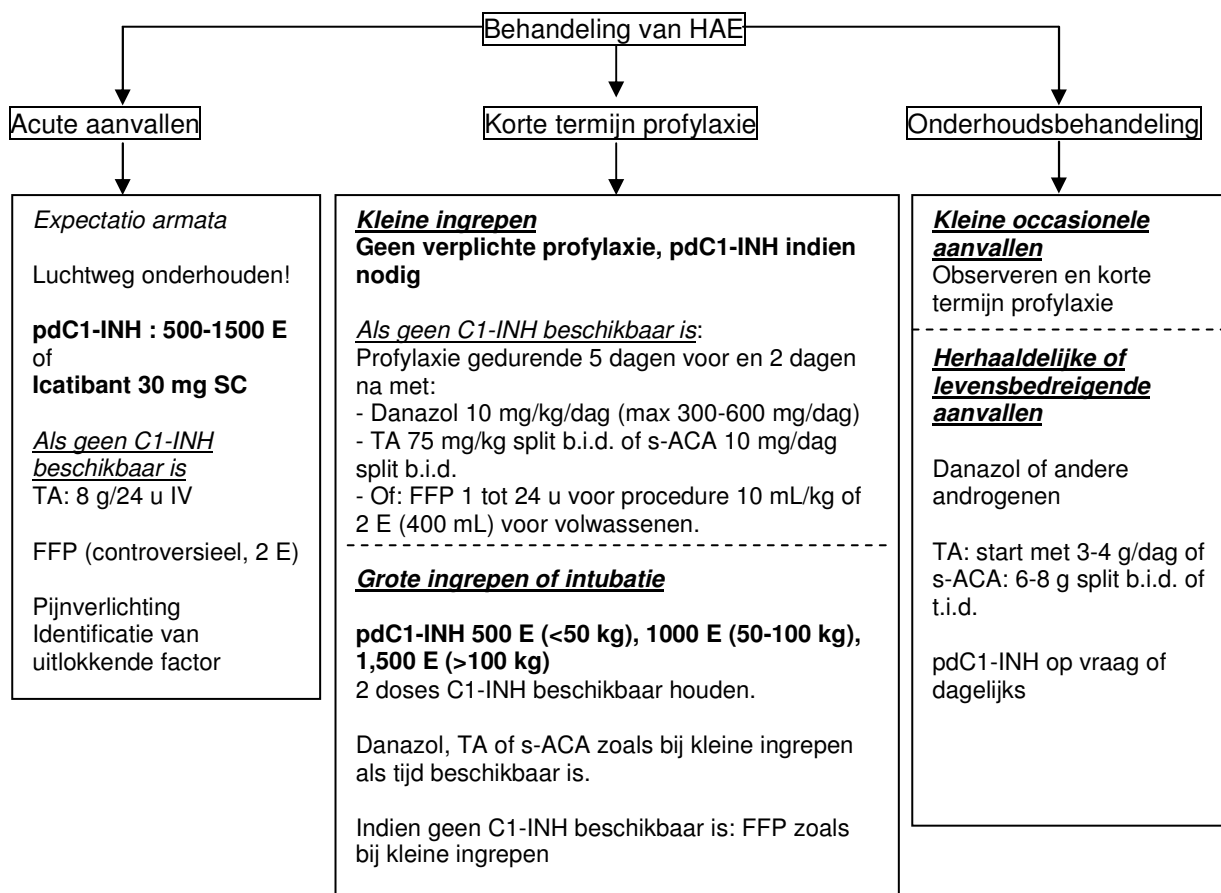 Behandeling van HAE
Acute aanvallen
Korte termijn profylaxie
Onderhoudsbehandeling
Expectatio armata
Luchtweg onderhouden!
pdC1-INH : 500-1500 E
of
Icatibant 30 mg SC
Als geen C1-INH
beschikbaar is
TA: 8 g/24 u IV
FFP (controversieel, 2 E)
Pijnverlichting
Identificatie van
uitlokkende factor
Kleine ingrepen
Geen verplichte profylaxie, pdC1-INH indien
nodig
Als geen C1-INH beschikbaar is:
Profylaxie gedurende 5 dagen voor en 2 dagen
na met:
- Danazol 10 mg/kg/dag (max 300-600 mg/dag)
- TA 75 mg/kg split b.i.d. of s-ACA 10 mg/dag
split b.i.d.
- Of: FFP 1 tot 24 u voor procedure 10 mL/kg of
2 E (400 mL) voor volwassenen.
Grote ingrepen of intubatie
pdC1-INH 500 E (<50 kg), 1000 E (50-100 kg),
1,500 E (>100 kg)
2 doses C1-INH beschikbaar houden.
Danazol, TA of s-ACA zoals bij kleine ingrepen
als tijd beschikbaar is.
Indien geen C1-INH beschikbaar is: FFP zoals
bij kleine ingrepen
Kleine occasionele
aanvallen
Observeren en korte
termijn profylaxie
Herhaaldelijke of
levensbedreigende
aanvallen
Danazol of andere
androgenen
TA: start met 3-4 g/dag of
s-ACA: 6-8 g split b.i.d. of
t.i.d.
pdC1-INH op vraag of
dagelijks